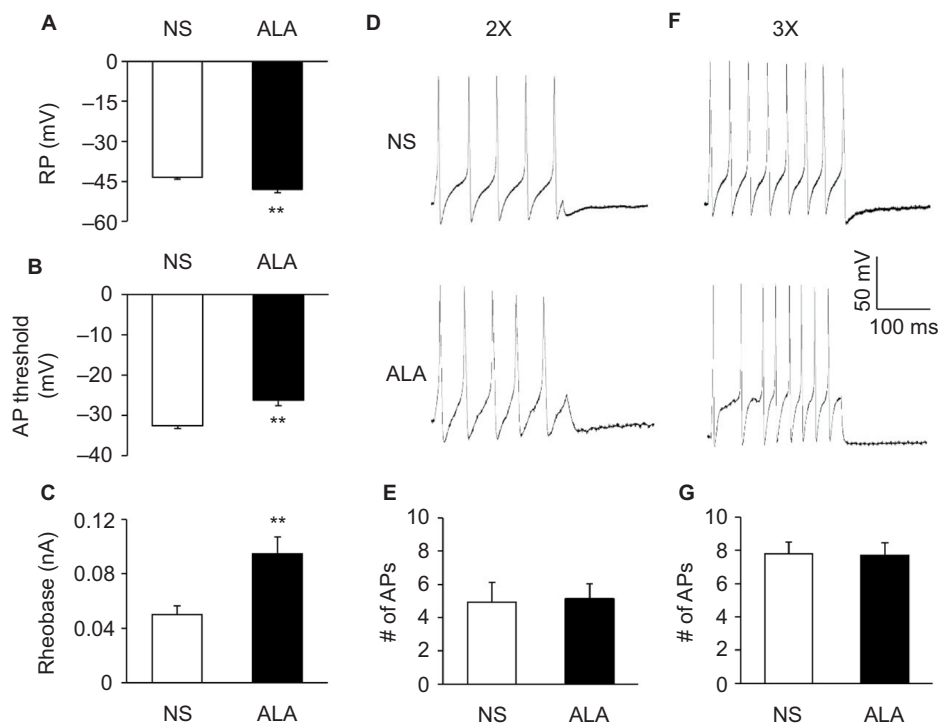 A
NS ALA
0
–15
–30
–45
–60
RP (mV)
**
B
NS ALA
0
–10
–20
–30
–40
AP threshold
(mV)
**
C
0.12
0.08
0.04
0
Rheobase (nA)
**
NS ALA
D
2X
NS
ALA
E
10
8
6
4
2
0
# of APs
NS ALA
F
3X
50 mV
100 ms
G
10
8
6
4
2
0
# of APs
NS ALA